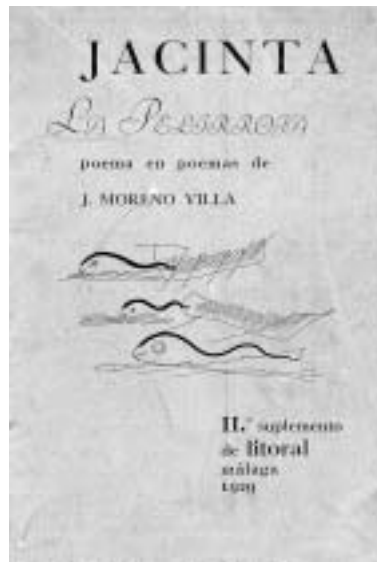 JACINTA
La Pelirroja
poema en poemas de
J. MORENO VILLA
II.º suplemento
de litoral
málaga
1929